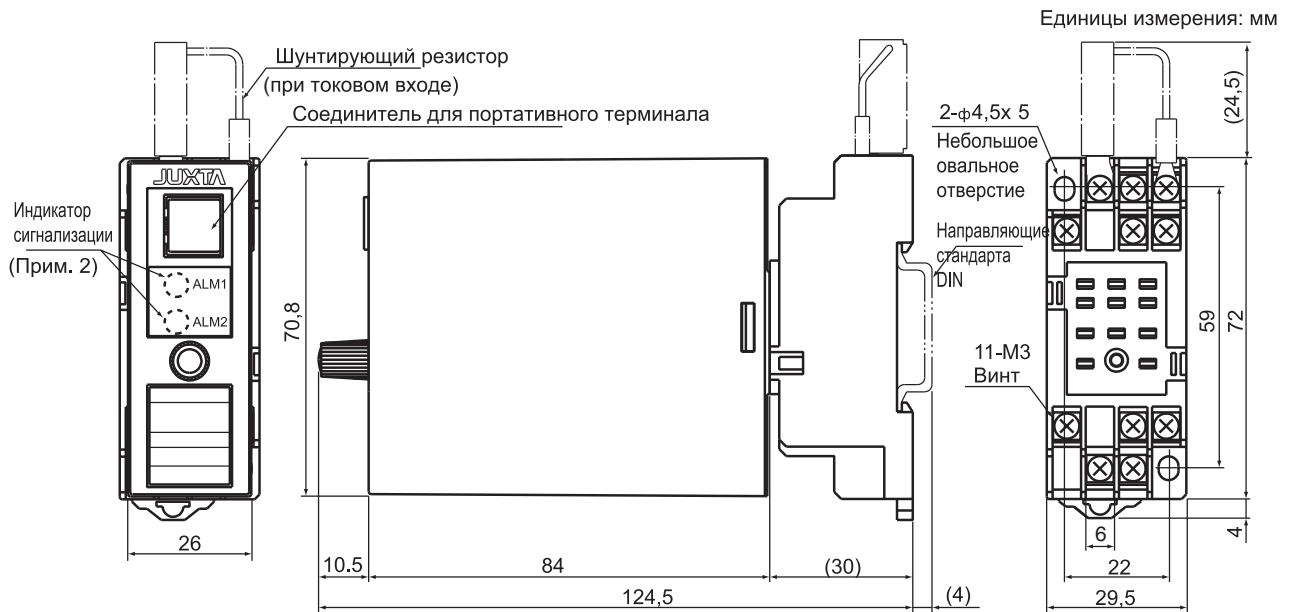 Единицы измерения: мм
Шунтирующий резистор
(при токовом входе)
Соединитель для портативного терминала
JUXTA
Индикатор
сигнализации
(Прим. 2)
ALM1
ALM2
26
70,8
10.5
84
(30)
124,5
(4)
Направляющие
стандарта
DIN
2-ф4,5х 5
Небольшое
овальное
отверстие
11-М3
Винт
(24,5)
59
72
4
6
22
29,5